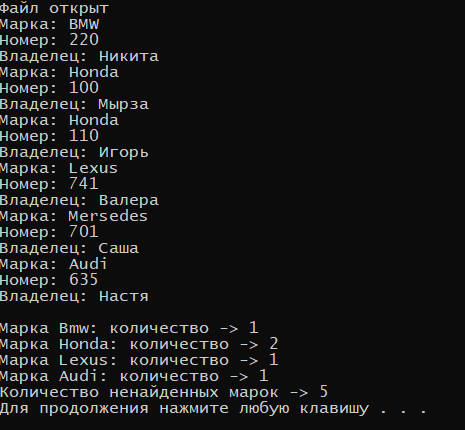 Файл открыт
Марка: BMW
Номер: 220
Владелец: Никита
Марка: Honda
Номер: 100
Владелец: Мырза
Марка: Honda
Номер: 110
Владелец: Игорь
Марка: Lexus
Номер: 741
Владелец: Валера
Марка: Mersedes
Номер: 701
Владелец: Саша
Марка: Audi
Номер: 635
Владелец: Настя
Марка Bmw: количество -> 1
Марка Honda: количество -> 2
Марка Lexus: количество -> 1
Марка Audi: количество -> 1
Количество ненайденных марок -> 5
Для продолжения нажмите любую клавишу . . .